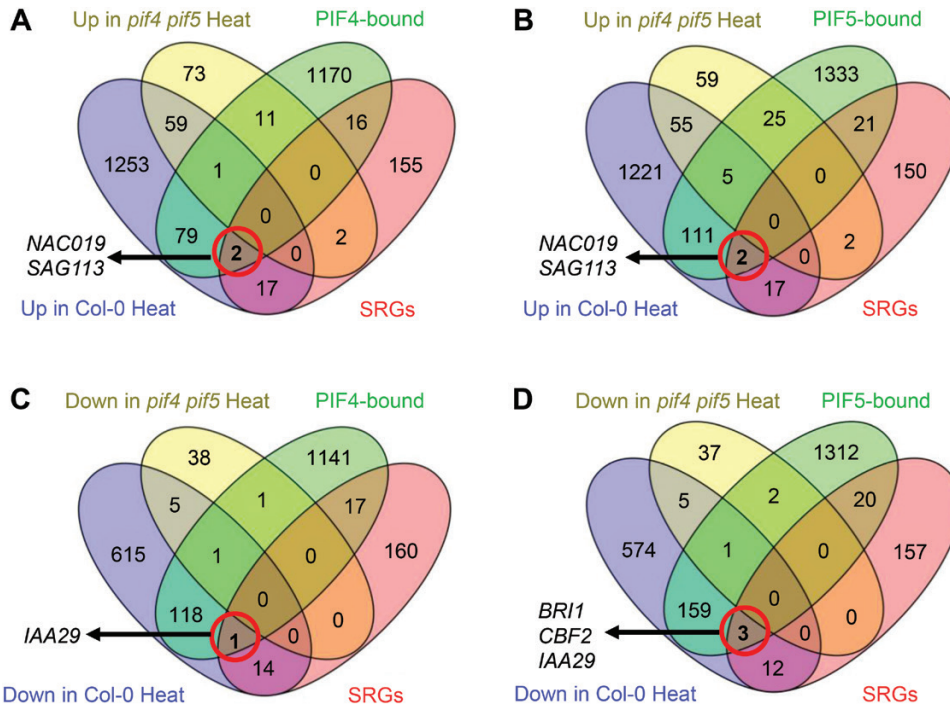 A
Up in pif4 pif5 Heat
PIF4-bound
73
1170
59
11
16
1253
1
0
155
0
79
2
0
2
17
NAC019
SAG113
Up in Col-0 Heat
SRGs
B
Up in pif4 pif5 Heat
PIF5-bound
59
1333
55
25
21
1221
5
0
150
0
111
2
0
2
17
NAC019
SAG113
Up in Col-0 Heat
SRGs
C
Down in pif4 pif5 Heat
PIF4-bound
38
1141
5
1
17
615
1
0
160
0
118
1
0
0
14
IAA29
Down in Col-0 Heat
SRGs
D
Down in pif4 pif5 Heat
PIF5-bound
37
1312
5
2
20
574
1
0
157
0
159
3
0
0
12
BRI1
CBF2
IAA29
Down in Col-0 Heat
SRGs